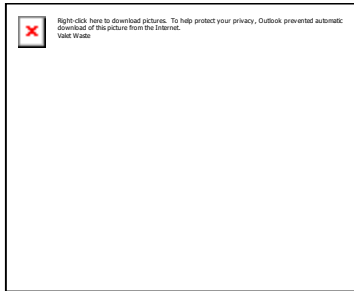 Right-click here to download pictures. To help protect your privacy, Outlook prevented automatic
download of this picture from the Internet.
Valet Waste